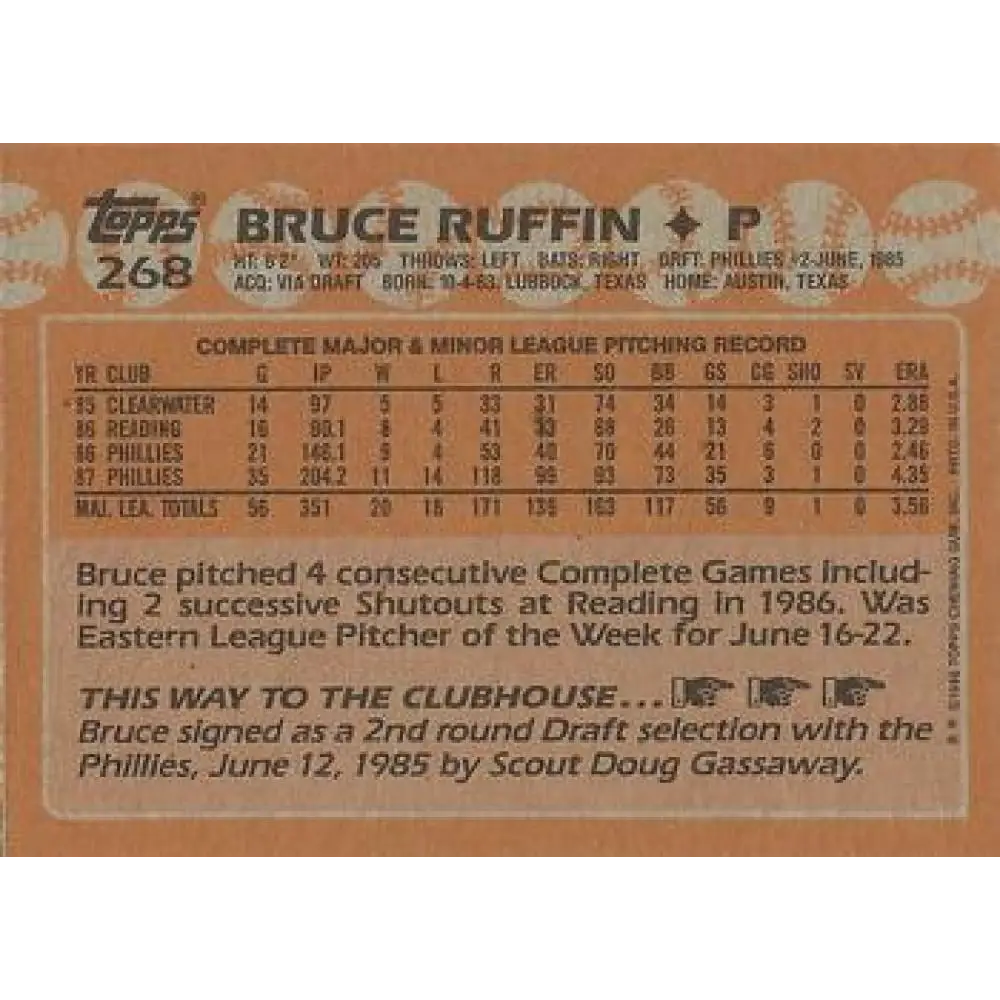 Topps® BRUCE RUFFIN ✦ P
268 HT: 6'2" WT: 205 THROWS: LEFT BATS: RIGHT DRFT: PHILLIES #2-JUNE, 1985
ACQ: VIA DRAFT BORN: 10-4-63, LUBBOCK, TEXAS HOME: AUSTIN, TEXAS
COMPLETE MAJOR & MINOR LEAGUE PITCHING RECORD
YR CLUB G IP W L R ER SO BB GS CG SHO SV ERA
85 CLEARWATER 14 97 5 5 33 31 74 34 14 3 1 0 2.88
86 READING 16 90.1 8 4 41 33 68 26 13 4 2 0 3.29
86 PHILLIES 21 146.1 9 4 53 40 70 44 21 6 0 0 2.46
87 PHILLIES 35 204.2 11 14 118 99 93 73 35 3 1 0 4.35
MAJ. LEA. TOTALS 56 351 20 18 171 139 163 117 56 9 1 0 3.56
Bruce pitched 4 consecutive Complete Games includ-
ing 2 successive Shutouts at Reading in 1986. Was
Eastern League Pitcher of the Week for June 16-22.
THIS WAY TO THE CLUBHOUSE...
Bruce signed as a 2nd round Draft selection with the
Phillies, June 12, 1985 by Scout Doug Gassaway.
TOPPS CHEWING GUM, INC. PRTD. IN U.S.A.